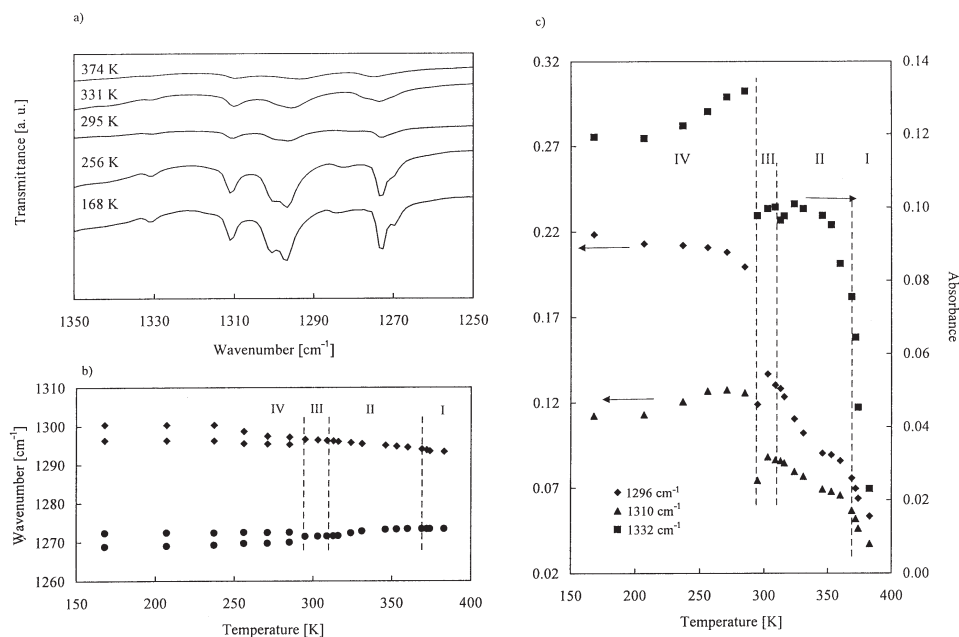 a)
Transmittance [a. u.]
374 K
331 K
295 K
256 K
168 K
1350 1330 1310 1290 1270 1250
Wavenumber [cm⁻¹]
b)
Wavenumber [cm⁻¹]
1310
1300
1290
1280
1270
1260
IV III II I
150 200 250 300 350 400
Temperature [K]
c)
0.32
0.27
0.22
0.17
0.12
0.07
0.02
0.14
0.12
0.10
0.08
0.06
0.04
0.02
0.00
Absorbance
IV III II I
1296 cm⁻¹
1310 cm⁻¹
1332 cm⁻¹
150 200 250 300 350 400
Temperature [K]